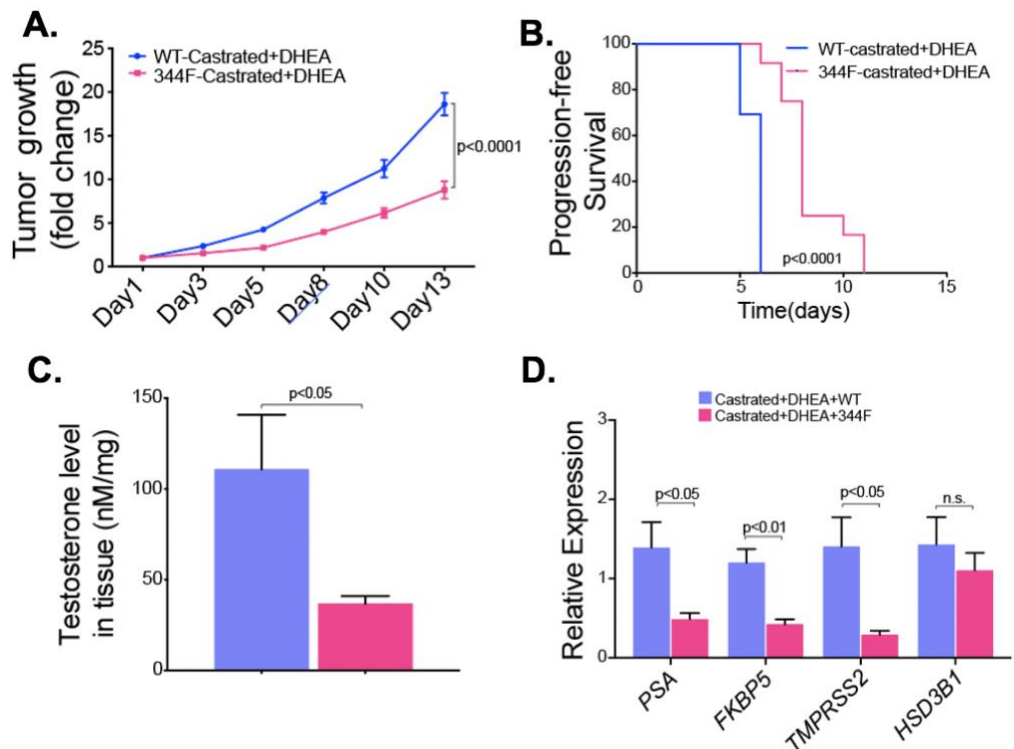 A.
25
20
15
10
5
0
Tumor growth
(fold change)
WT-Castrated+DHEA
344F-Castrated+DHEA
p<0.0001
Day1
Day3
Day5
Day8
Day10
Day13
B.
100
80
60
40
20
0
Progression-free
Survival
WT-castrated+DHEA
344F-castrated+DHEA
p<0.0001
0
5
10
15
Time(days)
C.
150
100
50
0
Testosterone level
in tissue (nM/mg)
p<0.05
D.
Castrated+DHEA+WT
Castrated+DHEA+344F
3
2
1
0
Relative Expression
p<0.05
p<0.01
p<0.05
n.s.
PSA
FKBP5
TMPRSS2
HSD3B1